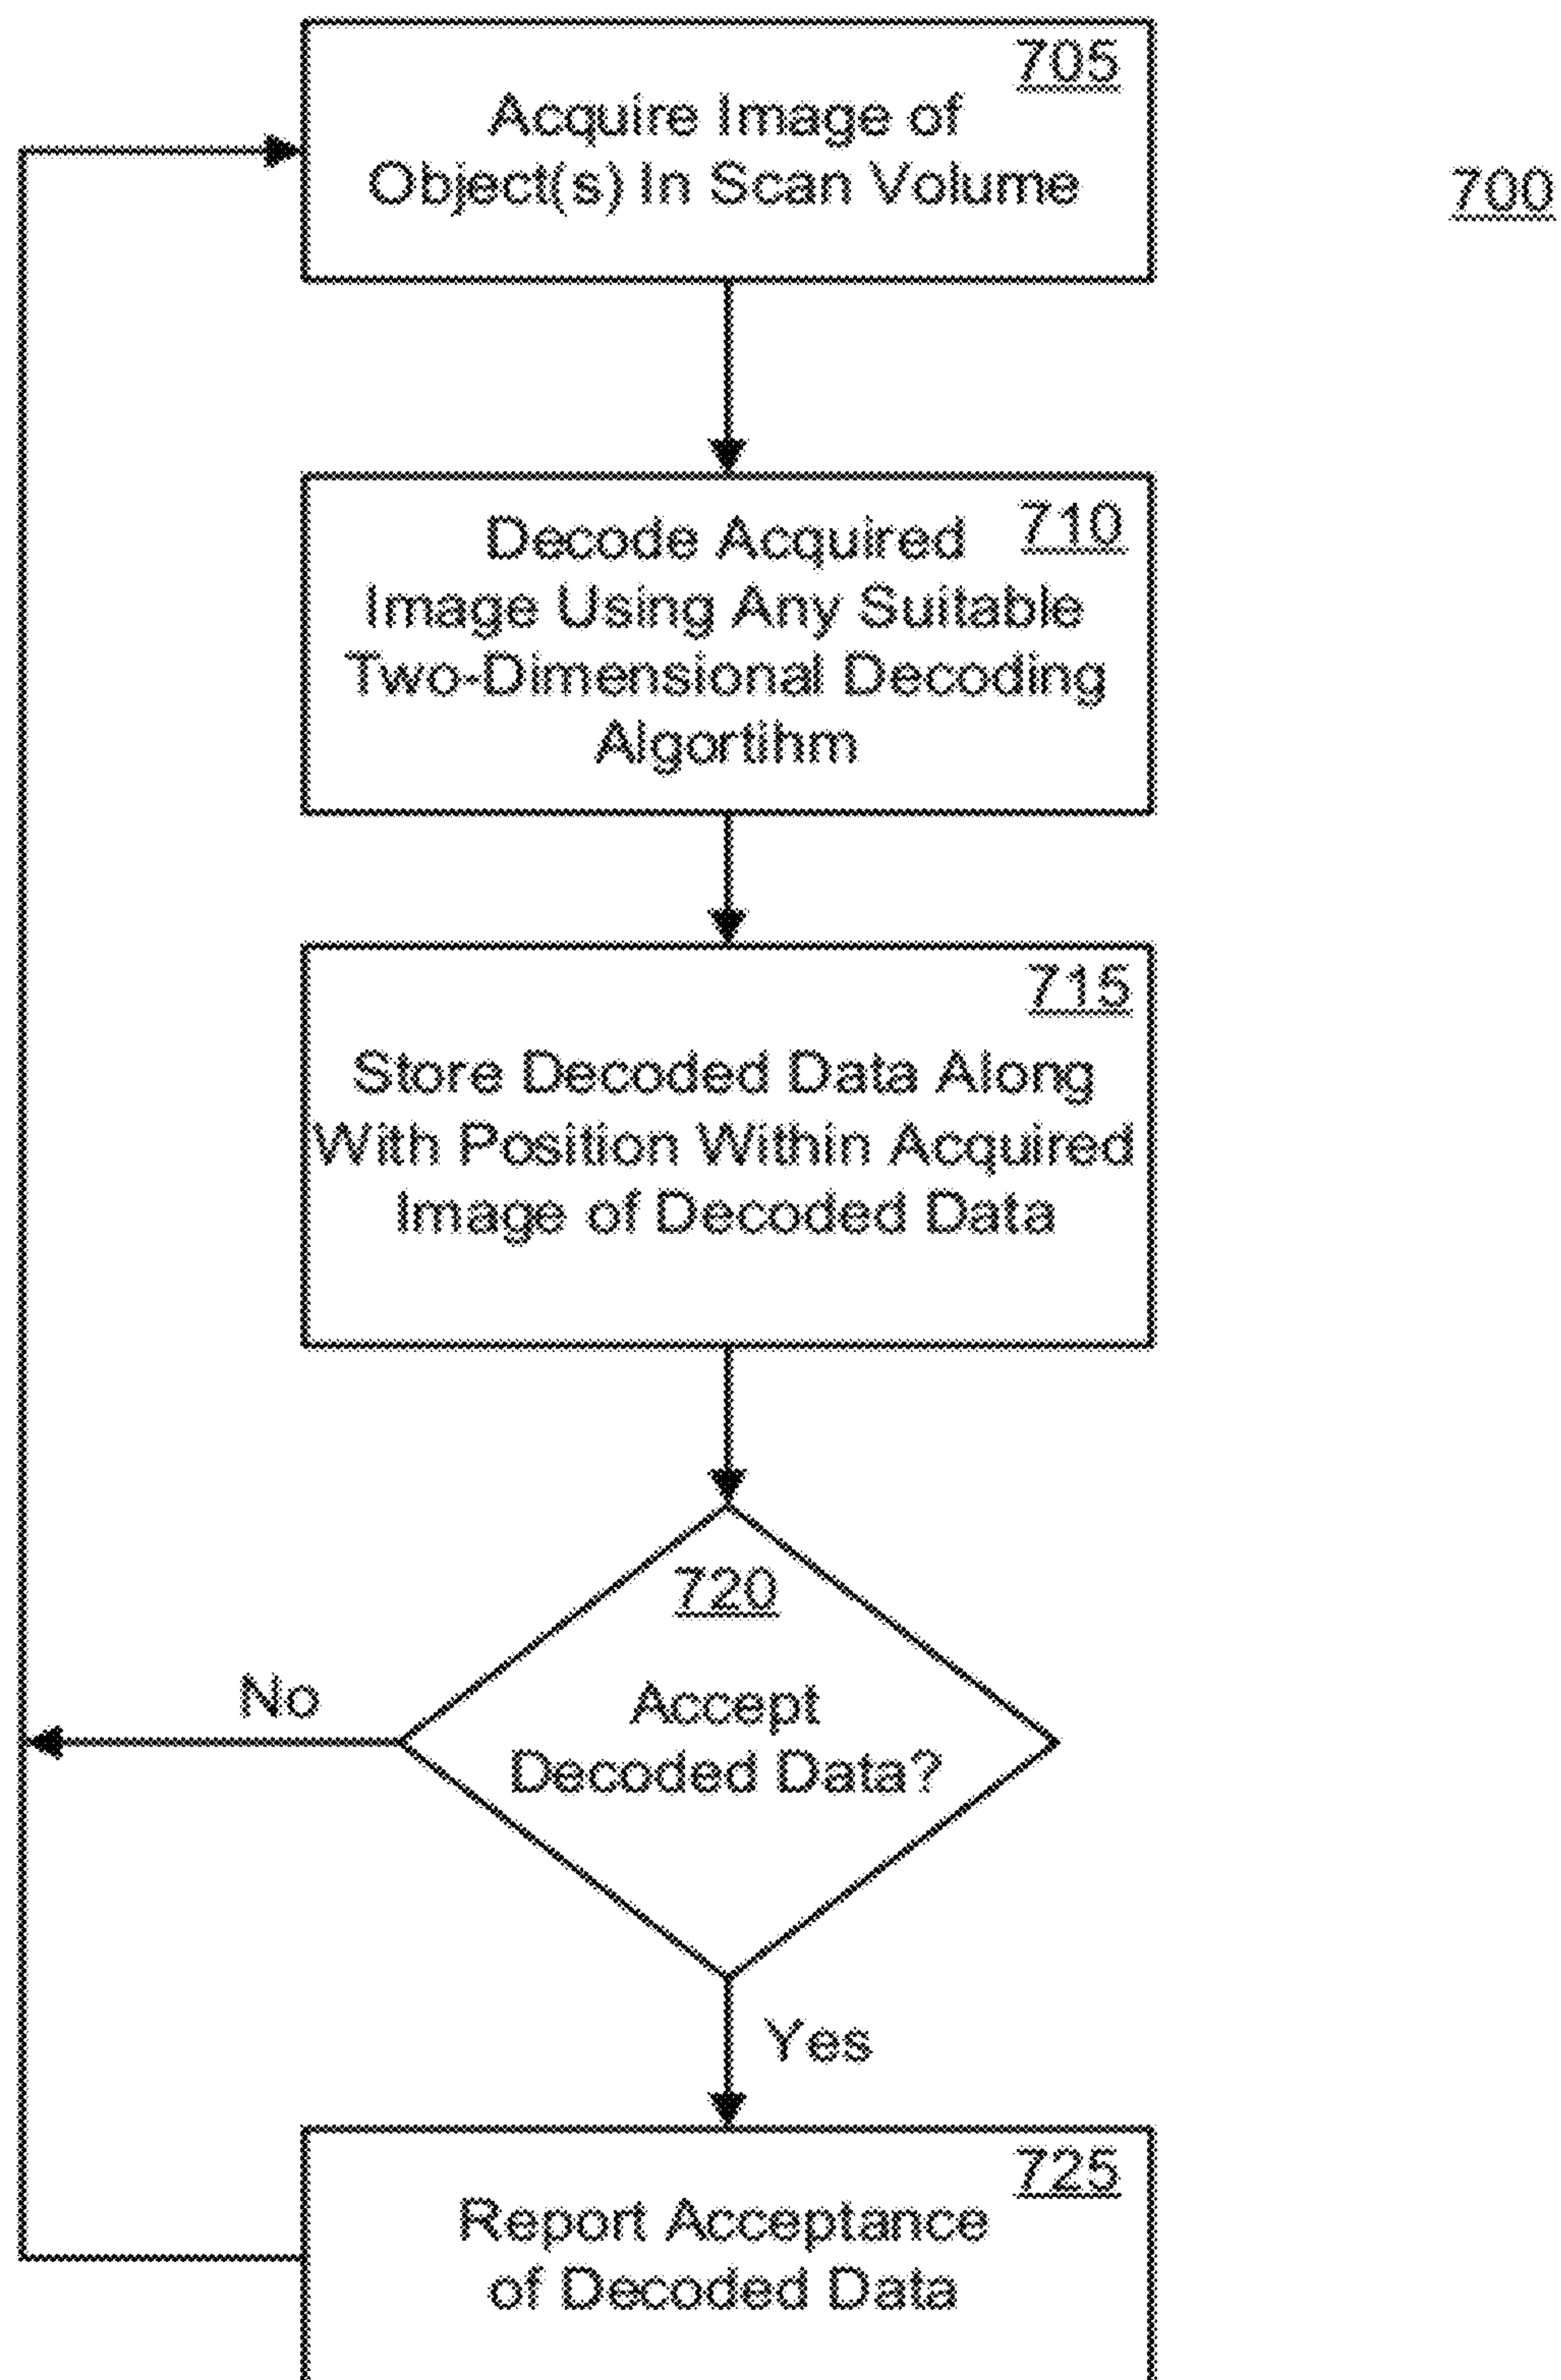 705
Acquire Image of
Object(s) In Scan Volume
700
710
Decode Acquired
Image Using Any Suitable
Two-Dimensional Decoding
Algortihm
715
Store Decoded Data Along
With Position Within Acquired
Image of Decoded Data
720
Accept
Decoded Data?
No
Yes
725
Report Acceptance
of Decoded Data